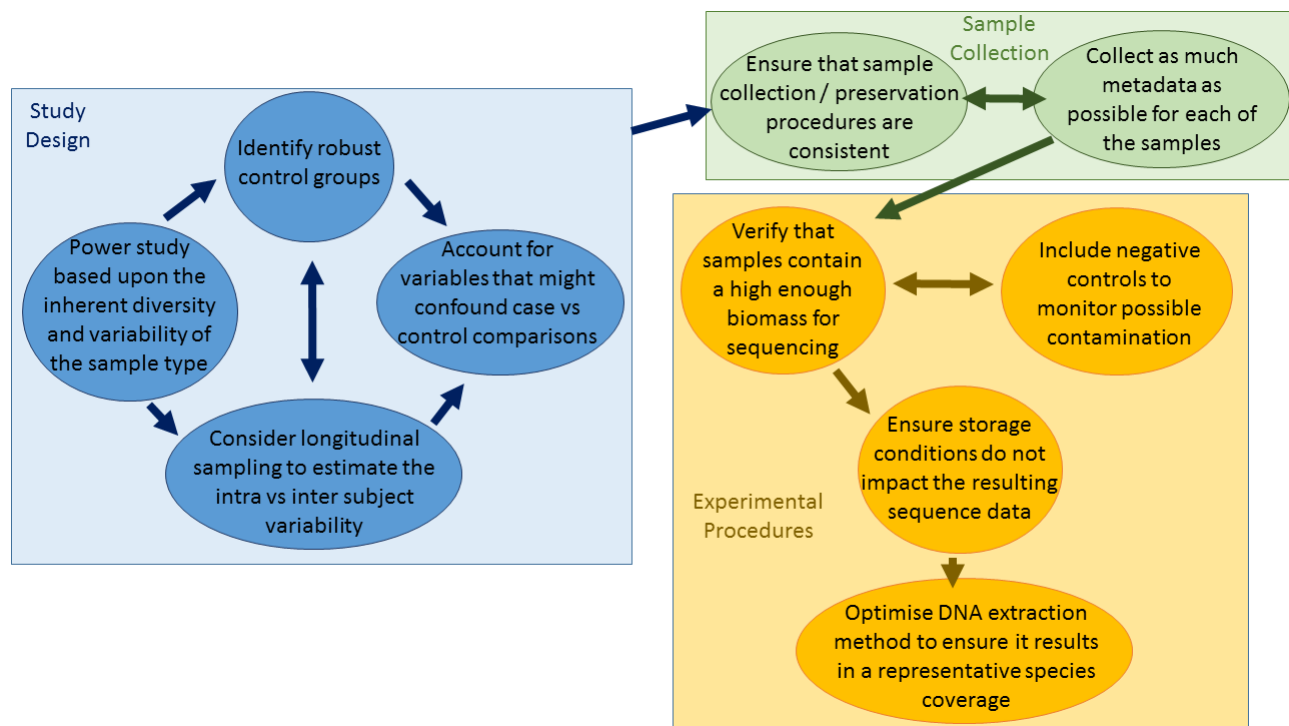 Study
Design
Identify robust
control groups
Power study
based upon the
inherent diversity
and variability of
the sample type
Account for
variables that might
confound case vs
control comparisons
Consider longitudinal
sampling to estimate the
intra vs inter subject
variability
Sample
Collection
Ensure that sample
collection / preservation
procedures are
consistent
Collect as much
metadata as
possible for each of
the samples
Verify that
samples contain
a high enough
biomass for
sequencing
Include negative
controls to
monitor possible
contamination
Ensure storage
conditions do not
impact the resulting
sequence data
Experimental
Procedures
Optimise DNA extraction
method to ensure it results
in a representative species
coverage